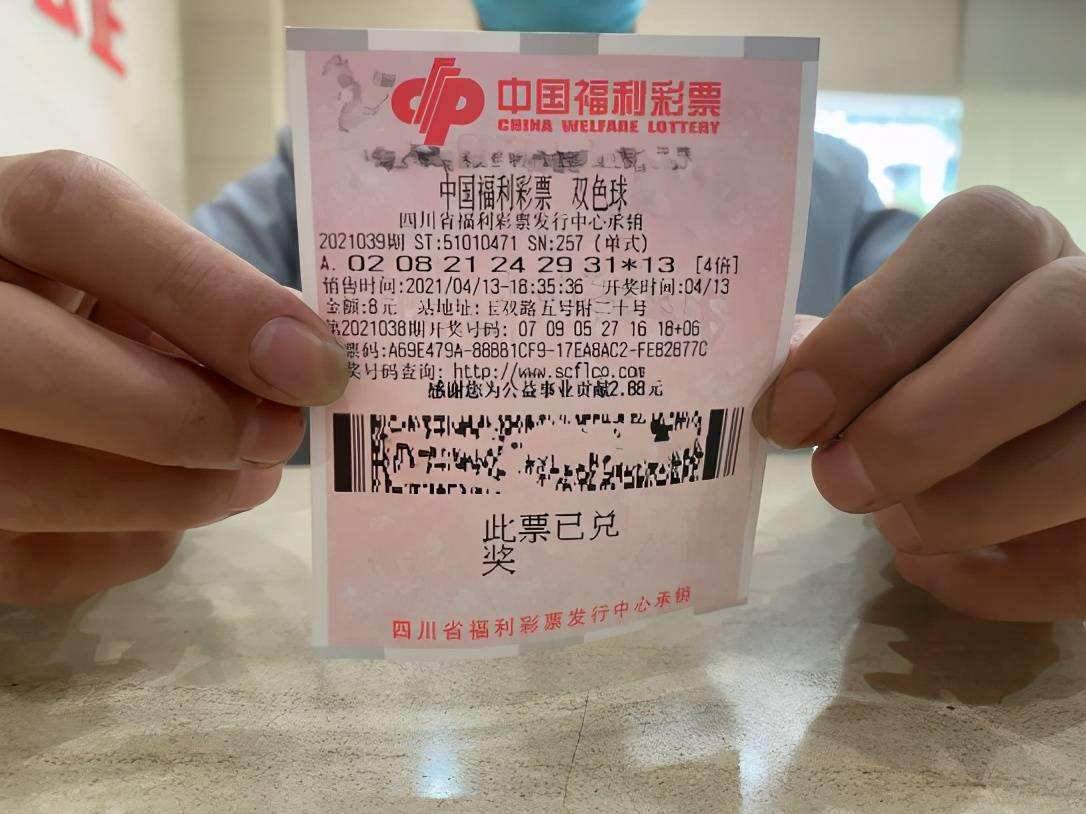 中国福利彩票
CHINA WELFARE LOTTERY
中国福利彩票 双色球
四川省福利彩票发行中心承销
2021039期 ST:51010471 SN:257 (单式)
A. 02 08 21 24 29 31*13 [4倍]
销售时间:2021/04/13-18:35:36 开奖时间:04/13
金额:8元 站地址: 双路五号附二十号
第2021038期开奖号码: 07 09 05 27 16 18+06
票码:A69E479A-88881CF9-17EA8AC2-FE82877C
奖号码查询: http://www.scflcp.com
感谢您为公益事业贡献2.88元
此票已兑
奖
四川省福利彩票发行中心承销